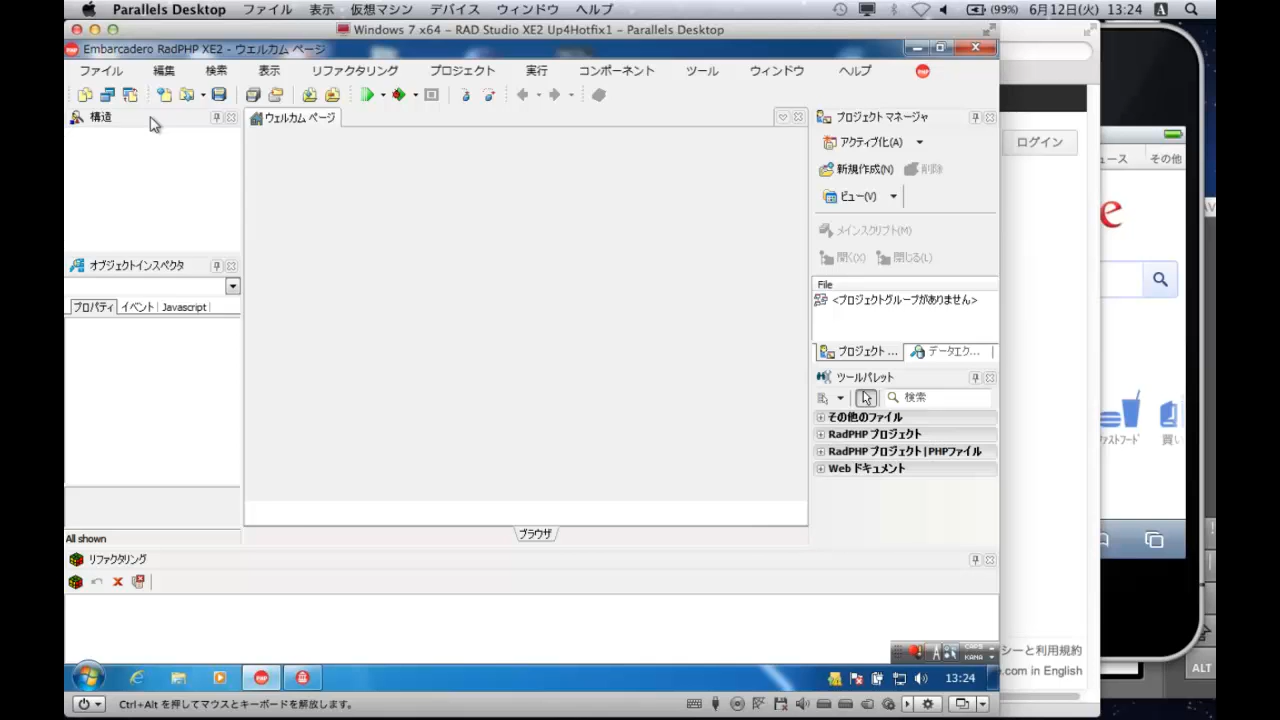 Parallels Desktop ファイル 表示 仮想マシン デバイス ウィンドウ ヘルプ (99%) 6月12日(火) 13:24 A
Windows 7 x64 – RAD Studio XE2 Up4Hotfix1 – Parallels Desktop
Embarcadero RadPHP XE2 - ウェルカム ページ
ファイル 編集 検索 表示 リファクタリング プロジェクト 実行 コンポーネント ツール ウィンドウ ヘルプ
構造 ウェルカム ページ プロジェクト マネージャ
アクティブ化(A)
ログイン
新規作成(N) 削除
ュース その他
ビュー(V)
e
メインスクリプト(M)
開く(X) 閉じる(L)
オブジェクトインスペクタ
File
<プロジェクトグループがありません>
プロパティ イベント Javascript
プロジェクト ... データエク...
ツールパレット
検索
その他のファイル
RadPHP プロジェクト
RadPHP プロジェクト | PHPファイル
Web ドキュメント
ァストフード 買い
All shown ブラウザ
リファクタリング
CAPS
KANA
シーと利用規約
e.com in English
ALT
13:24
Ctrl+Alt を押してマウスとキーボードを解放します。